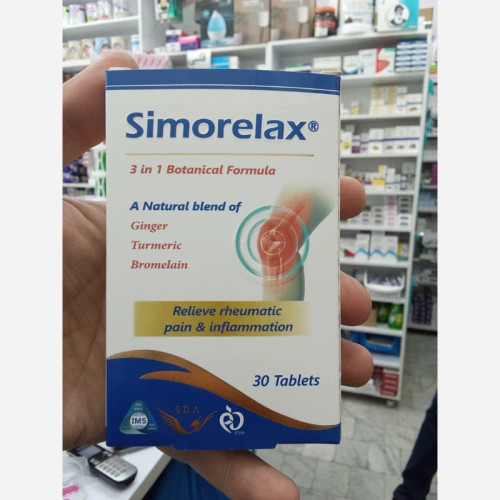 Simorelax®
3 in 1 Botanical Formula
A Natural blend of
Ginger
Turmeric
Bromelain
Relieve rheumatic
pain & inflammation
30 Tablets
IMS
SDA